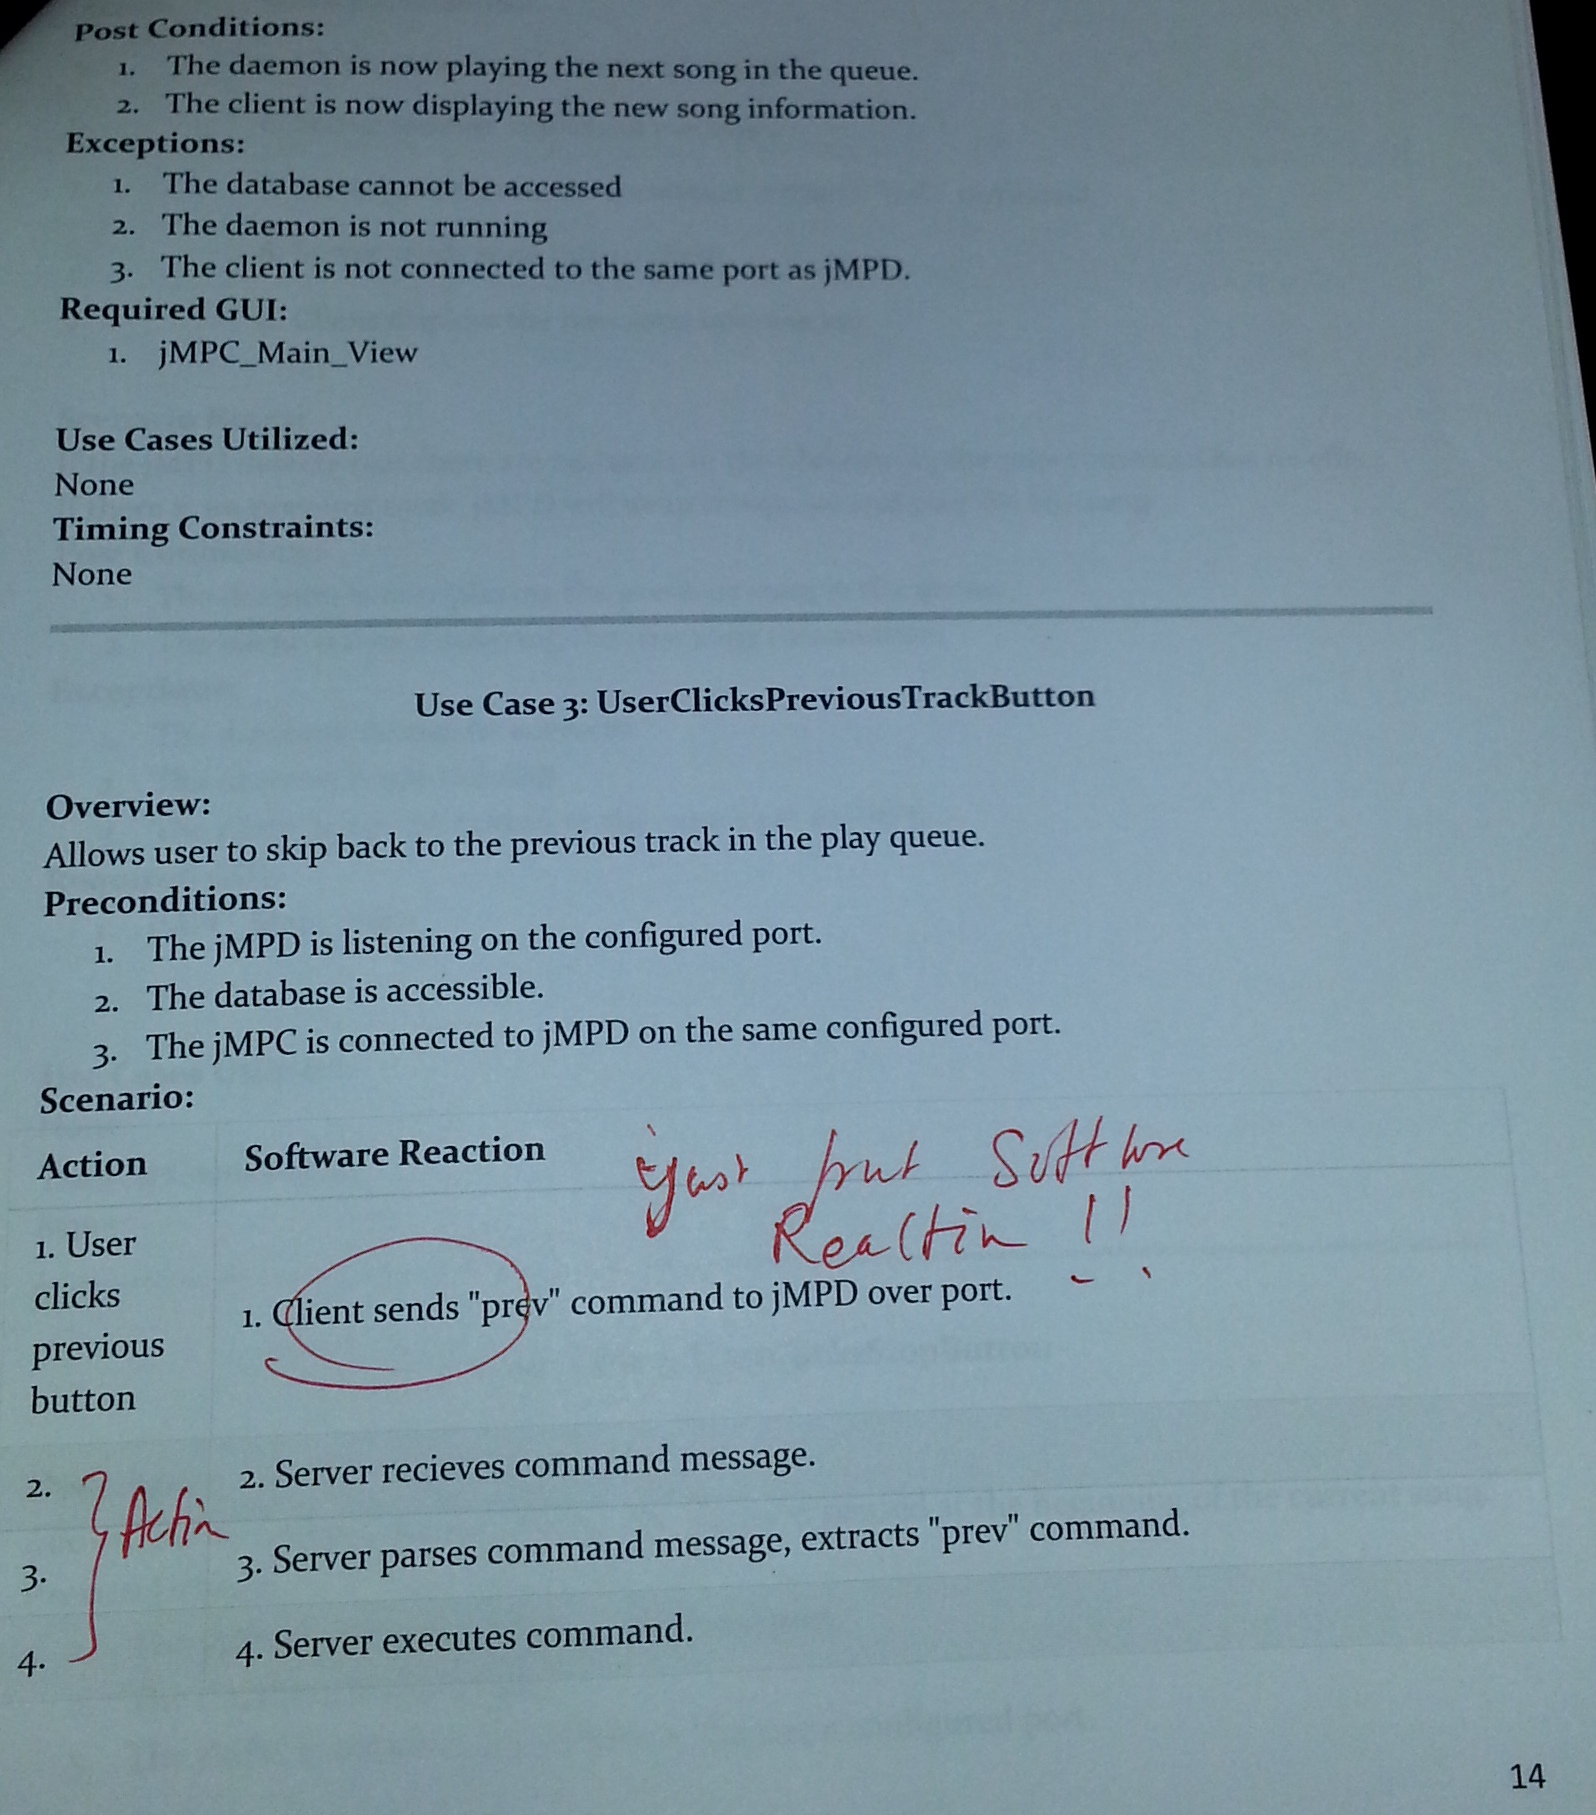 Post Conditions:
1. The daemon is now playing the next song in the queue.
2. The client is now displaying the new song information.
Exceptions:
1. The database cannot be accessed
2. The daemon is not running
3. The client is not connected to the same port as jMPD.
Required GUI:
1. jMPC_Main_View
Use Cases Utilized:
None
Timing Constraints:
None
Use Case 3: UserClicksPreviousTrackButton
Overview:
Allows user to skip back to the previous track in the play queue.
Preconditions:
1. The jMPD is listening on the configured port.
2. The database is accessible.
3. The jMPC is connected to jMPD on the same configured port.
Scenario:
Action Software Reaction
just put Software
Reaction !!
1. User
clicks
previous
button
1. Client sends "prev" command to jMPD over port.
2. 2. Server recieves command message.
Action
3. 3. Server parses command message, extracts "prev" command.
4. 4. Server executes command.
14